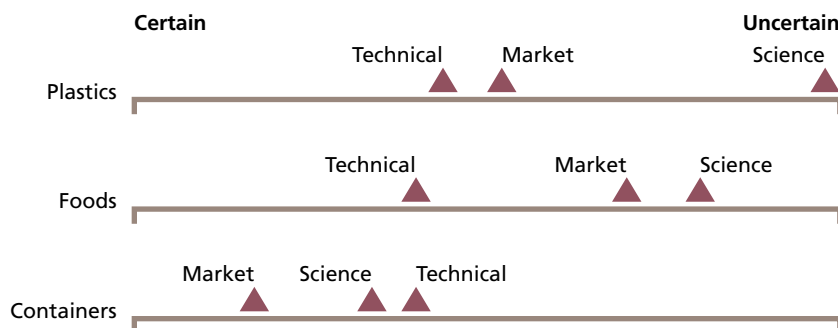 Certain Uncertain
Technical Market Science
Plastics
Technical Market Science
Foods
Market Science Technical
Containers